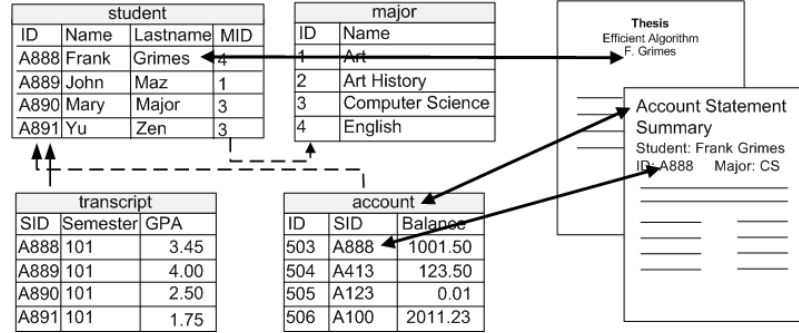 student
ID Name Lastname MID
A888 Frank Grimes 4
A889 John Maz 1
A890 Mary Major 3
A891 Yu Zen 3
major
ID Name
1 Art
2 Art History
3 Computer Science
4 English
Thesis
Efficient Algorithm
F. Grimes
Account Statement
Summary
Student: Frank Grimes
ID: A888 Major: CS
transcript
SID Semester GPA
A888 101 3.45
A889 101 4.00
A890 101 2.50
A891 101 1.75
account
ID SID Balance
503 A888 1001.50
504 A413 123.50
505 A123 0.01
506 A100 2011.23